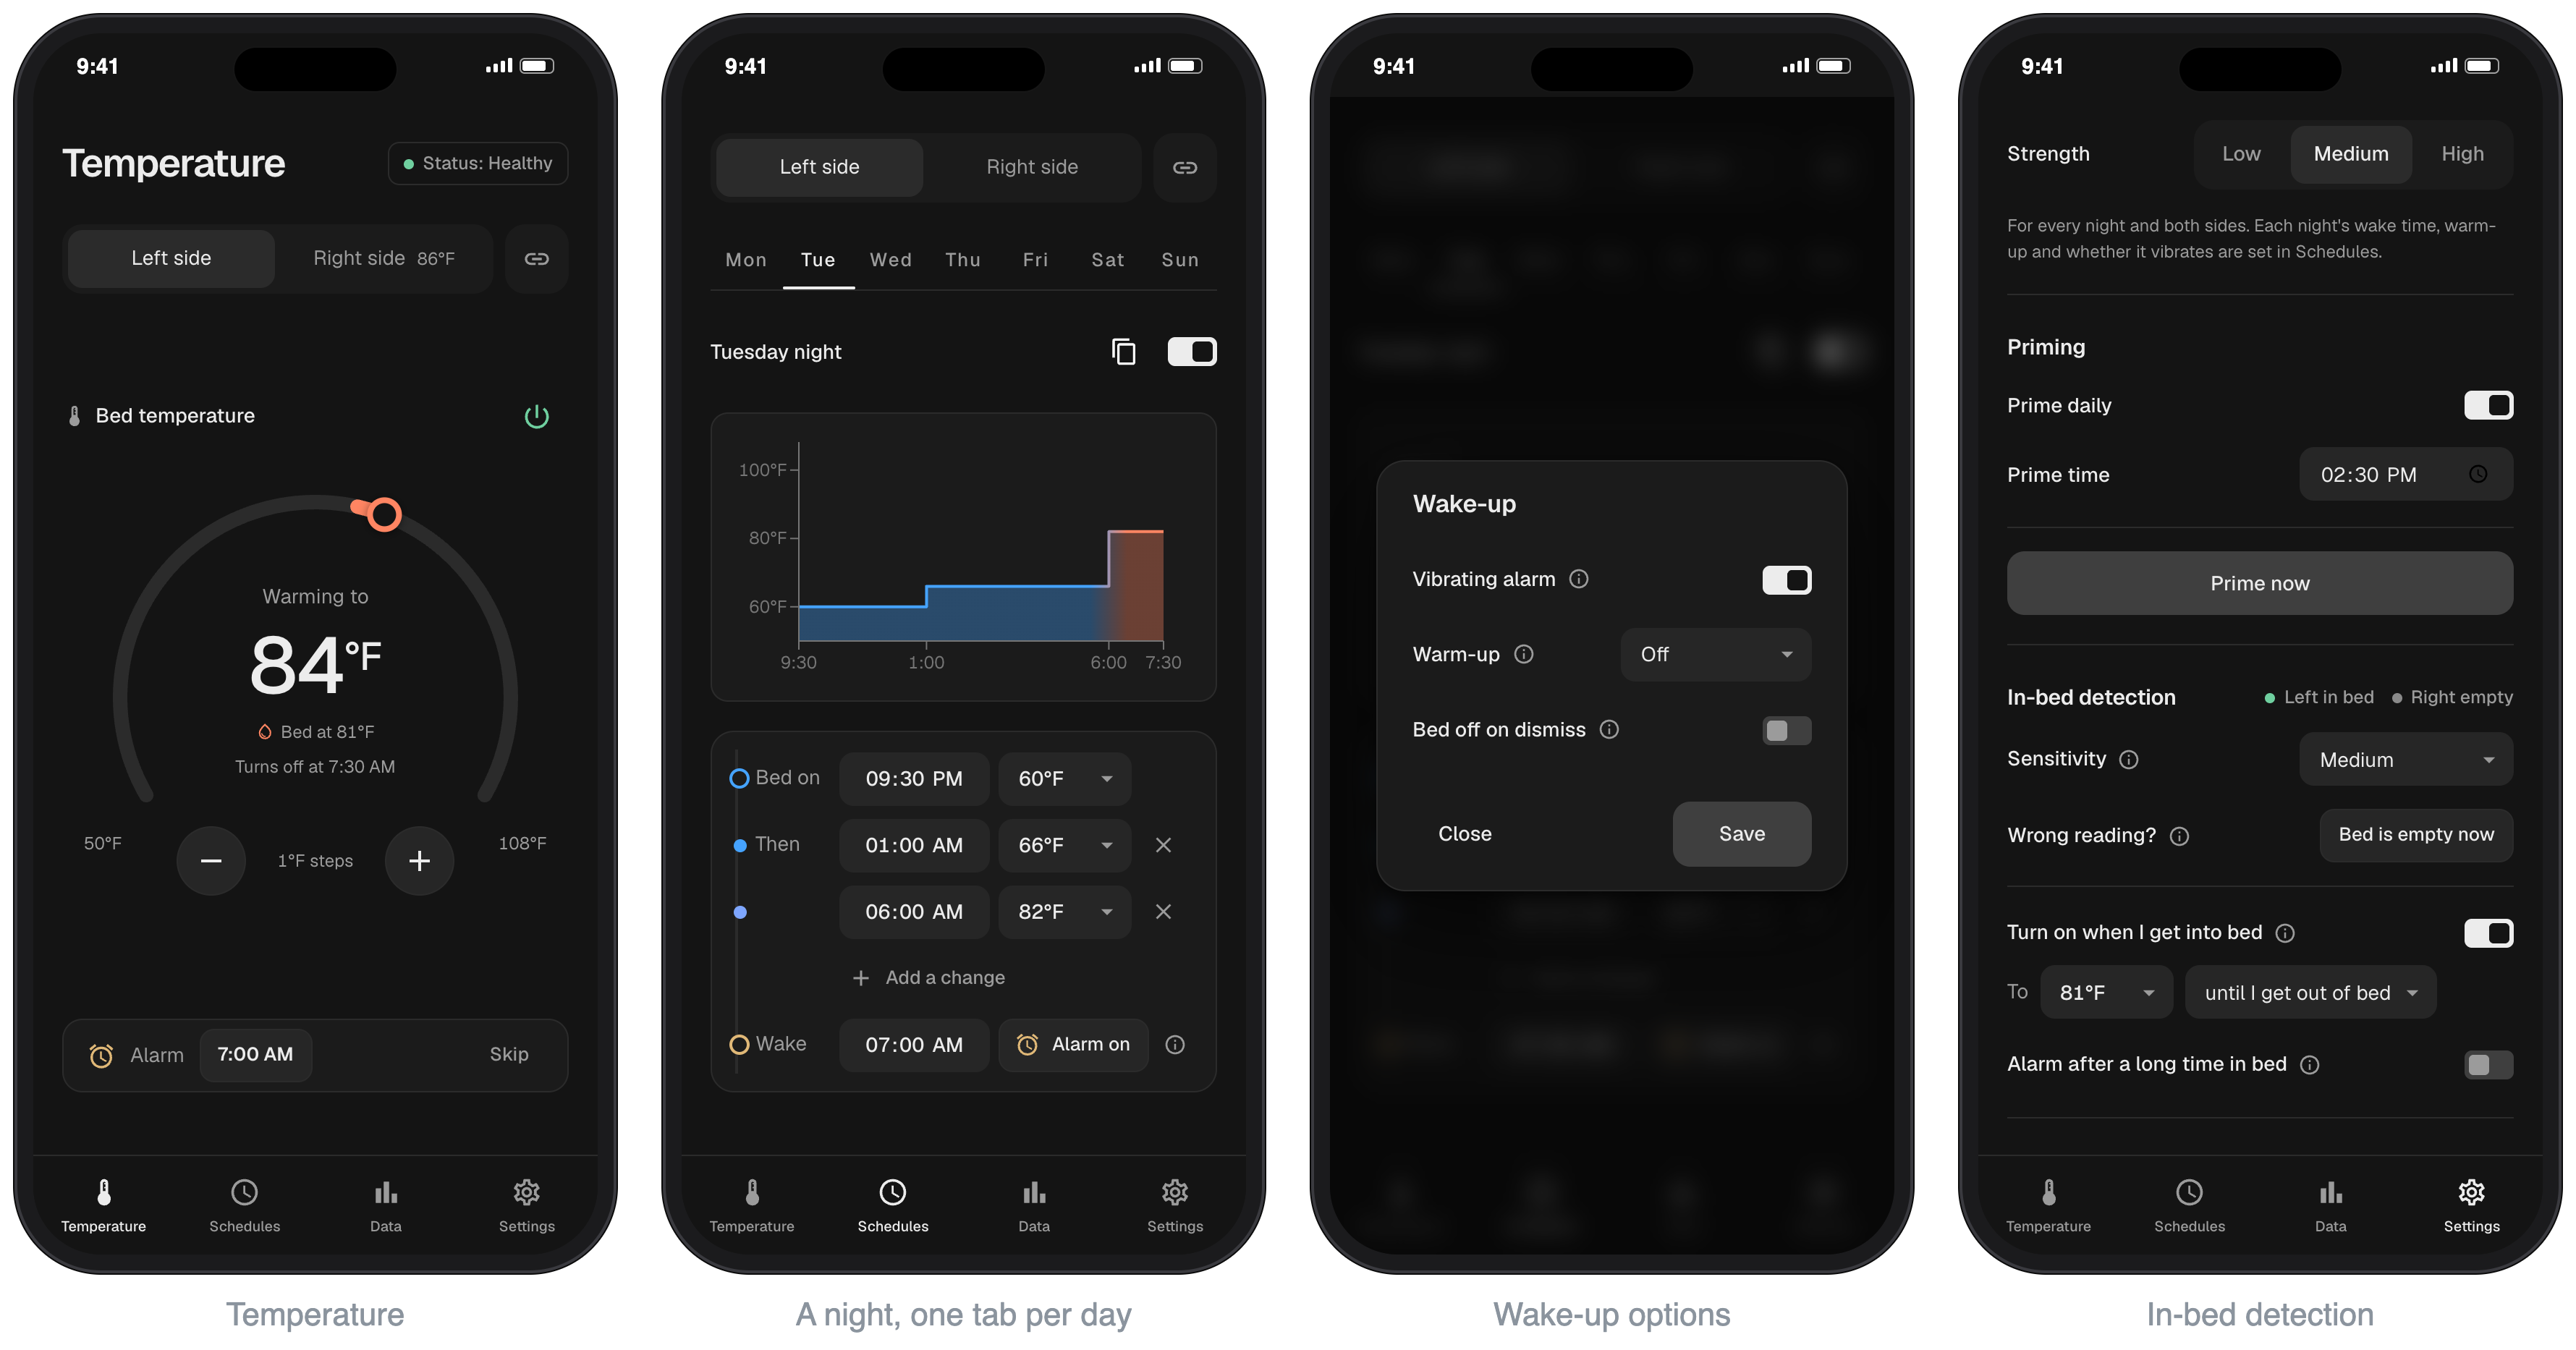 9:41
Temperature
Status: Healthy
Left side
Right side 86°F
Bed temperature
Warming to
84°F
Bed at 81°F
Turns off at 7:30 AM
50°F
1°F steps
108°F
Alarm
7:00 AM
Skip
Temperature
Schedules
Data
Settings
Temperature
9:41
Left side
Right side
Mon Tue Wed Thu Fri Sat Sun
Tuesday night
100°F
80°F
60°F
9:30 1:00 6:00 7:30
Bed on 09:30 PM 60°F
Then 01:00 AM 66°F
06:00 AM 82°F
Add a change
Wake 07:00 AM Alarm on
Temperature
Schedules
Data
Settings
A night, one tab per day
9:41
Wake-up
Vibrating alarm
Warm-up Off
Bed off on dismiss
Close
Save
Wake-up options
9:41
Strength Low Medium High
For every night and both sides. Each night's wake time, warm-
up and whether it vibrates are set in Schedules.
Priming
Prime daily
Prime time 02:30 PM
Prime now
In-bed detection Left in bed Right empty
Sensitivity Medium
Wrong reading? Bed is empty now
Turn on when I get into bed
To 81°F until I get out of bed
Alarm after a long time in bed
Temperature
Schedules
Data
Settings
In-bed detection